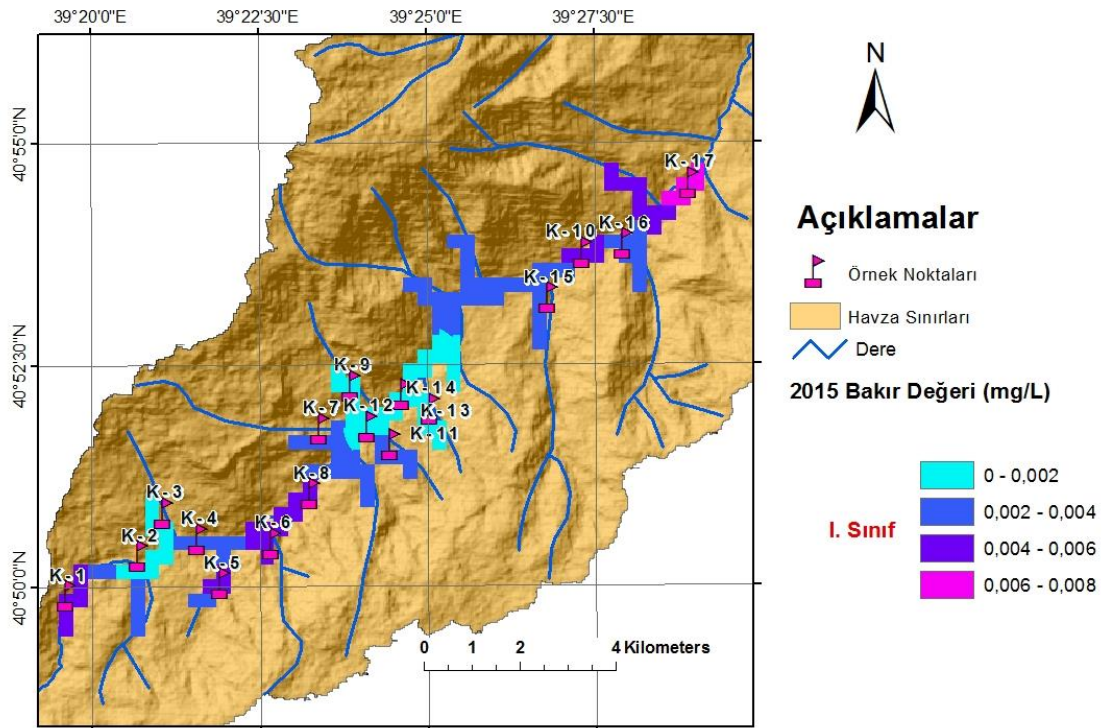 39°20'0"E 39°22'30"E 39°25'0"E 39°27'30"E
40°55'0"N
40°52'30"N
40°50'0"N
K-17
K-16
K-10
K-15
K-9
K-14
K-7
K-12
K-13
K-11
K-8
K-3
K-4
K-6
K-2
K-5
K-1
0 1 2 4 Kilometers
N
Açıklamalar
Örnek Noktaları
Havza Sınırları
Dere
2015 Bakır Değeri (mg/L)
I. Sınıf
0 - 0,002
0,002 - 0,004
0,004 - 0,006
0,006 - 0,008